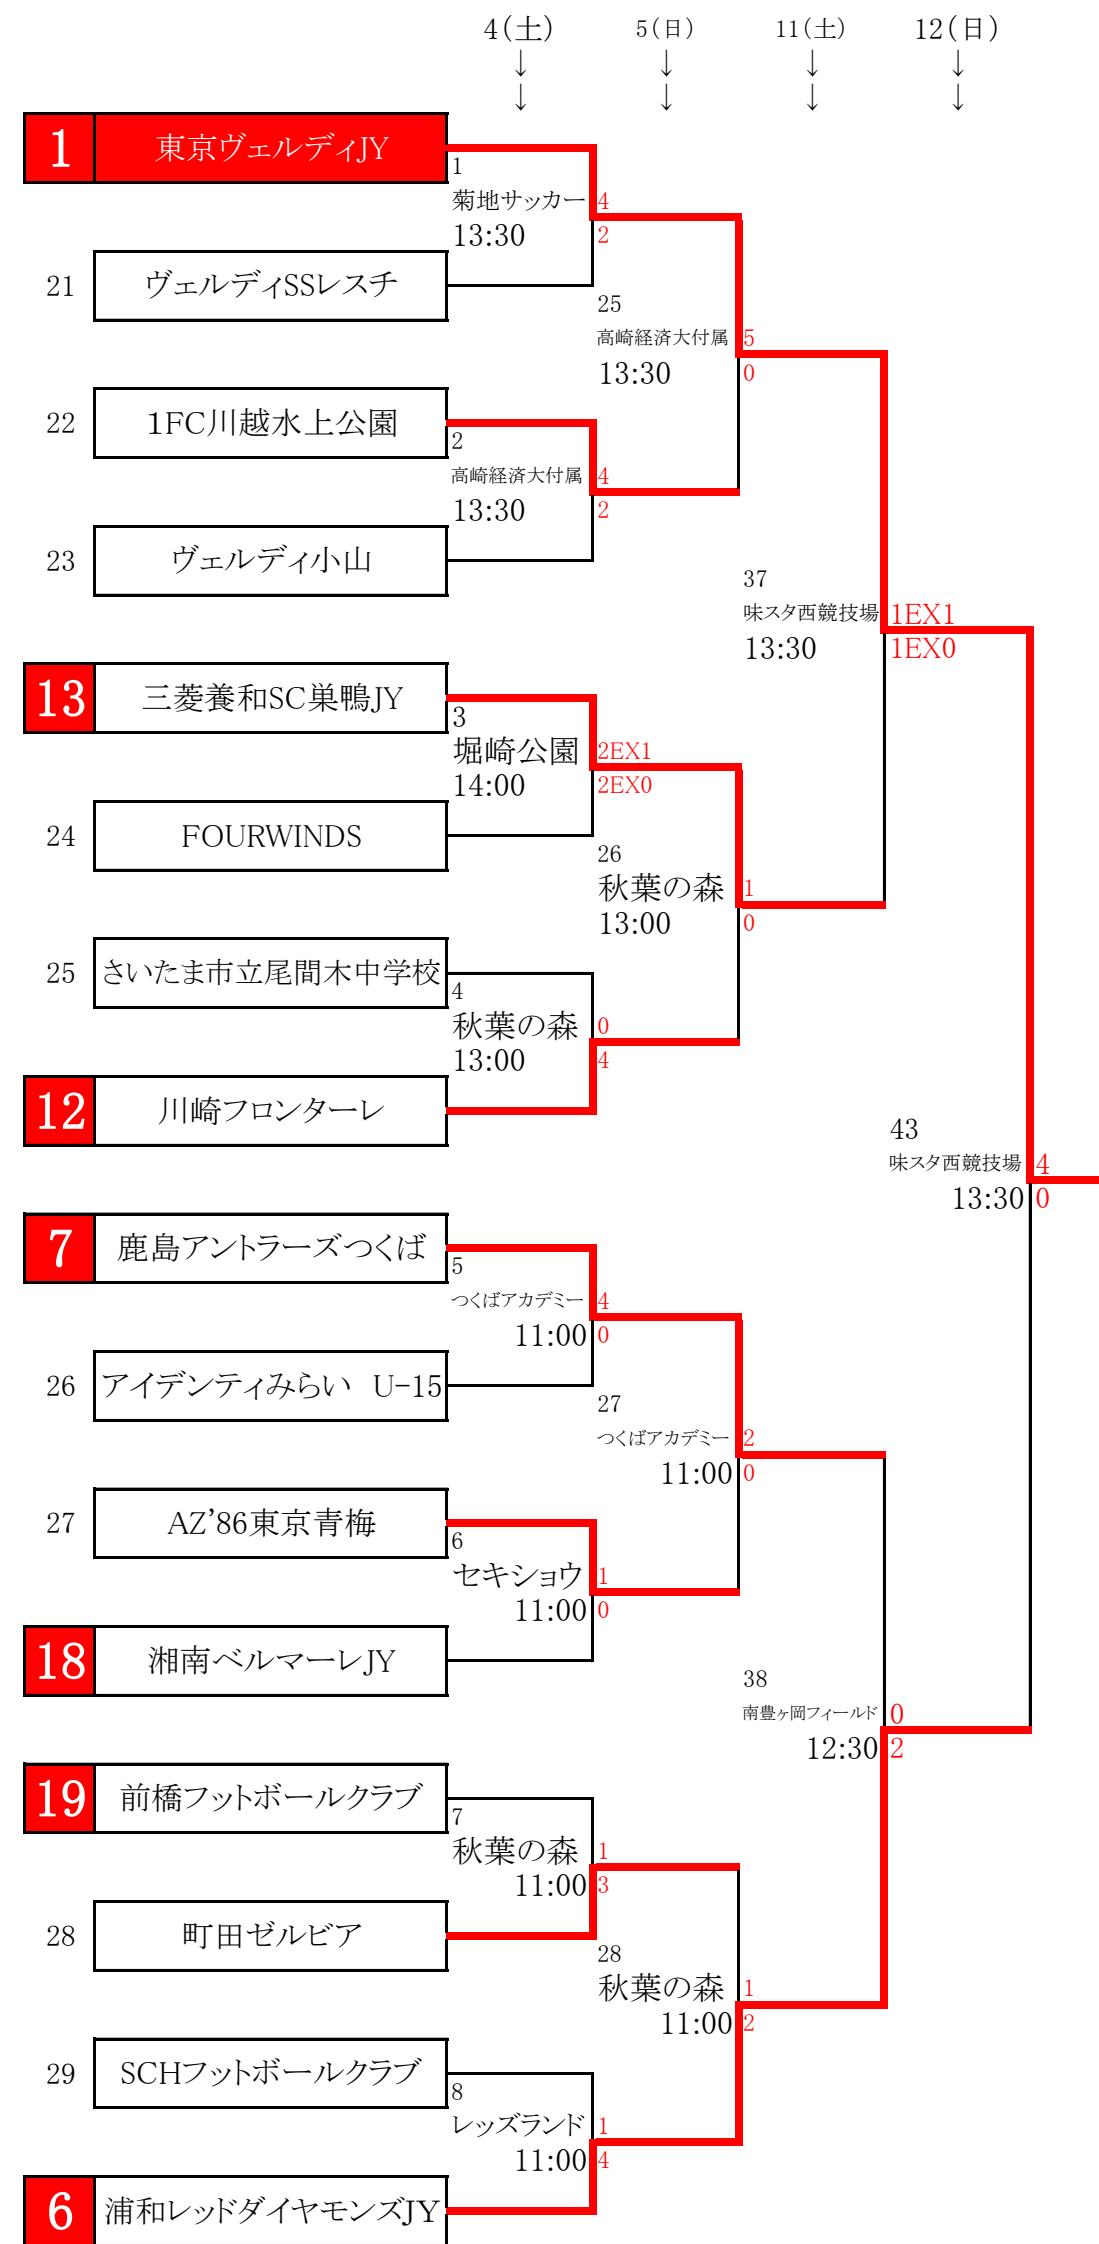 4(土) 5(日) 11(土) 12(日)
↓ ↓ ↓ ↓
↓ ↓ ↓ ↓
1 東京ヴェルディJY
1
菊地サッカー 4
13:30 2
21 ヴェルディSSレスチ
25
高崎経済大付属 5
13:30 0
22 1FC川越水上公園
2
高崎経済大付属 4
13:30 2
23 ヴェルディ小山
37
味スタ西競技場 1EX1
13:30 1EX0
13 三菱養和SC巣鴨JY
3
堀崎公園 2EX1
14:00 2EX0
24 FOURWINDS
26
秋葉の森 1
13:00 0
25 さいたま市立尾間木中学校
4
秋葉の森 0
13:00 4
12 川崎フロンターレ
43
味スタ西競技場 4
13:30 0
7 鹿島アントラーズつくば
5
つくばアカデミー 4
11:00 0
26 アイデンティみらい U-15
27
つくばアカデミー 2
11:00 0
27 AZ'86東京青梅
6
セキショウ 1
11:00 0
18 湘南ベルマーレJY
38
南豊ヶ岡フィールド 0
12:30 2
19 前橋フットボールクラブ
7
秋葉の森 1
11:00 3
28 町田ゼルビア
28
秋葉の森 1
11:00 2
29 SCHフットボールクラブ
8
レッズランド 1
11:00 4
6 浦和レッドダイヤモンズJY